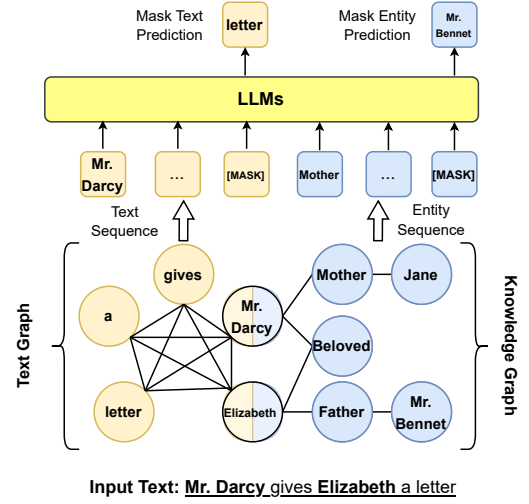 Mask Text
Prediction
letter
Mask Entity
Prediction
Mr.
Bennet
LLMs
Mr.
Darcy
...
[MASK]
Mother
...
[MASK]
Text
Sequence
Entity
Sequence
Text Graph
gives
a
letter
Mr.
Darcy
Elizabeth
Mother
Jane
Beloved
Father
Mr.
Bennet
Knowledge Graph
Input Text: Mr. Darcy gives Elizabeth a letter